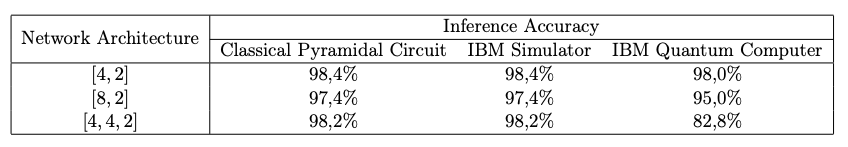 Network Architecture
Inference Accuracy
Classical Pyramidal Circuit IBM Simulator IBM Quantum Computer
[4, 2] 98,4% 98,4% 98,0%
[8, 2] 97,4% 97,4% 95,0%
[4, 4, 2] 98,2% 98,2% 82,8%